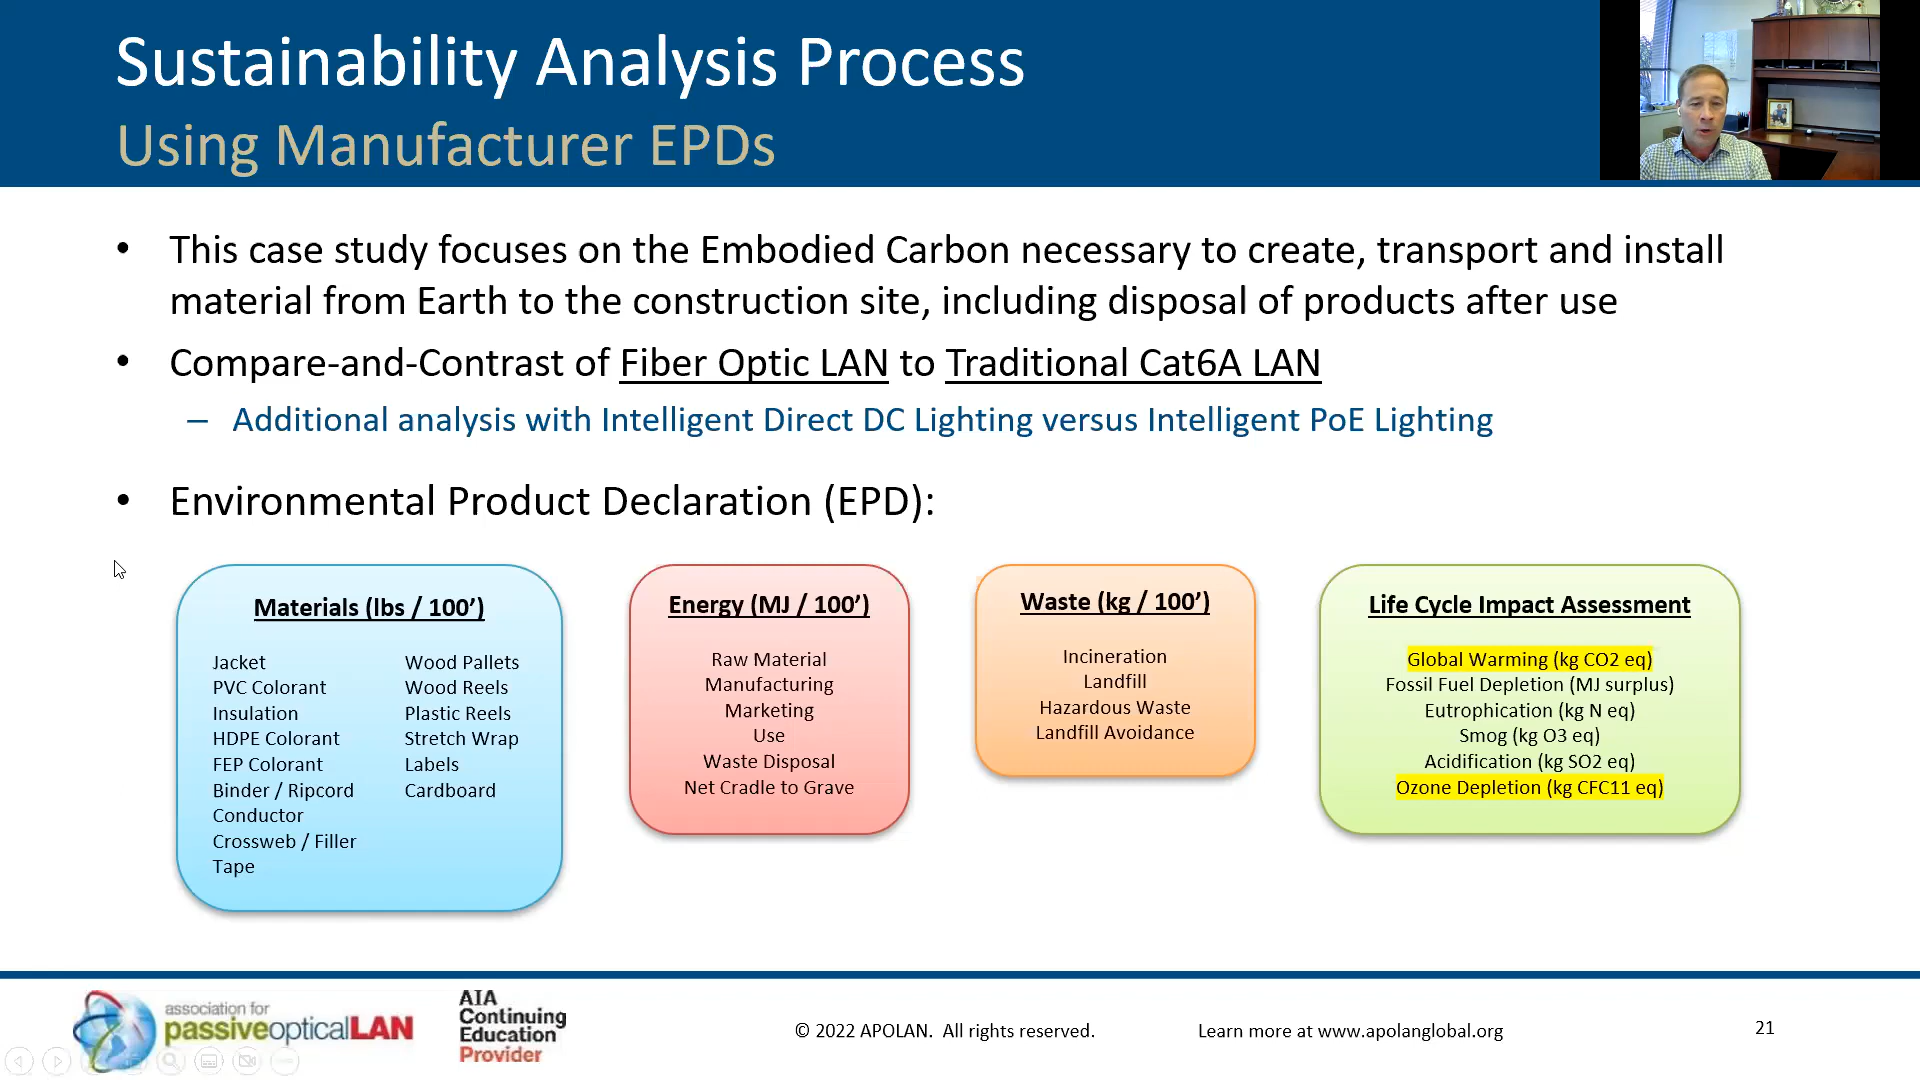 Sustainability Analysis Process
Using Manufacturer EPDs
• This case study focuses on the Embodied Carbon necessary to create, transport and install
material from Earth to the construction site, including disposal of products after use
• Compare-and-Contrast of Fiber Optic LAN to Traditional Cat6A LAN
– Additional analysis with Intelligent Direct DC Lighting versus Intelligent PoE Lighting
• Environmental Product Declaration (EPD):
Materials (lbs / 100’)
Jacket
PVC Colorant
Insulation
HDPE Colorant
FEP Colorant
Binder / Ripcord
Conductor
Crossweb / Filler
Tape
Wood Pallets
Wood Reels
Plastic Reels
Stretch Wrap
Labels
Cardboard
Energy (MJ / 100’)
Raw Material
Manufacturing
Marketing
Use
Waste Disposal
Net Cradle to Grave
Waste (kg / 100’)
Incineration
Landfill
Hazardous Waste
Landfill Avoidance
Life Cycle Impact Assessment
Global Warming (kg CO2 eq)
Fossil Fuel Depletion (MJ surplus)
Eutrophication (kg N eq)
Smog (kg O3 eq)
Acidification (kg SO2 eq)
Ozone Depletion (kg CFC11 eq)
association for
passiveopticalLAN
AIA
Continuing
Education
Provider
© 2022 APOLAN. All rights reserved.
Learn more at www.apolanglobal.org
21